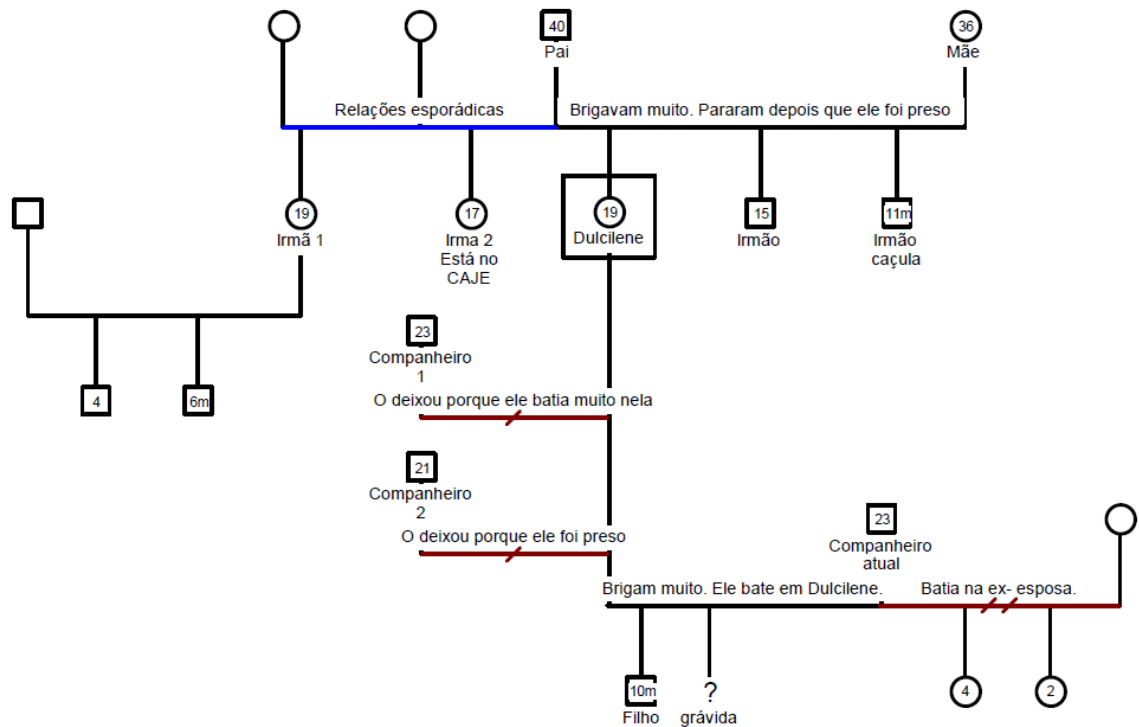 40
36
Pai
Mãe
Relações esporádicas
Brigavam muito. Pararam depois que ele foi preso
19
17
19
15
11m
Irmã 1
Irma 2
Está no
CAJE
Dulcilene
Irmão
Irmão
caçula
23
Companheiro
1
4
6m
O deixou porque ele batia muito nela
21
Companheiro
2
23
Companheiro
atual
O deixou porque ele foi preso
Brigam muito. Ele bate em Dulcilene.
Batia na ex- esposa.
10m
?
4
2
Filho
grávida